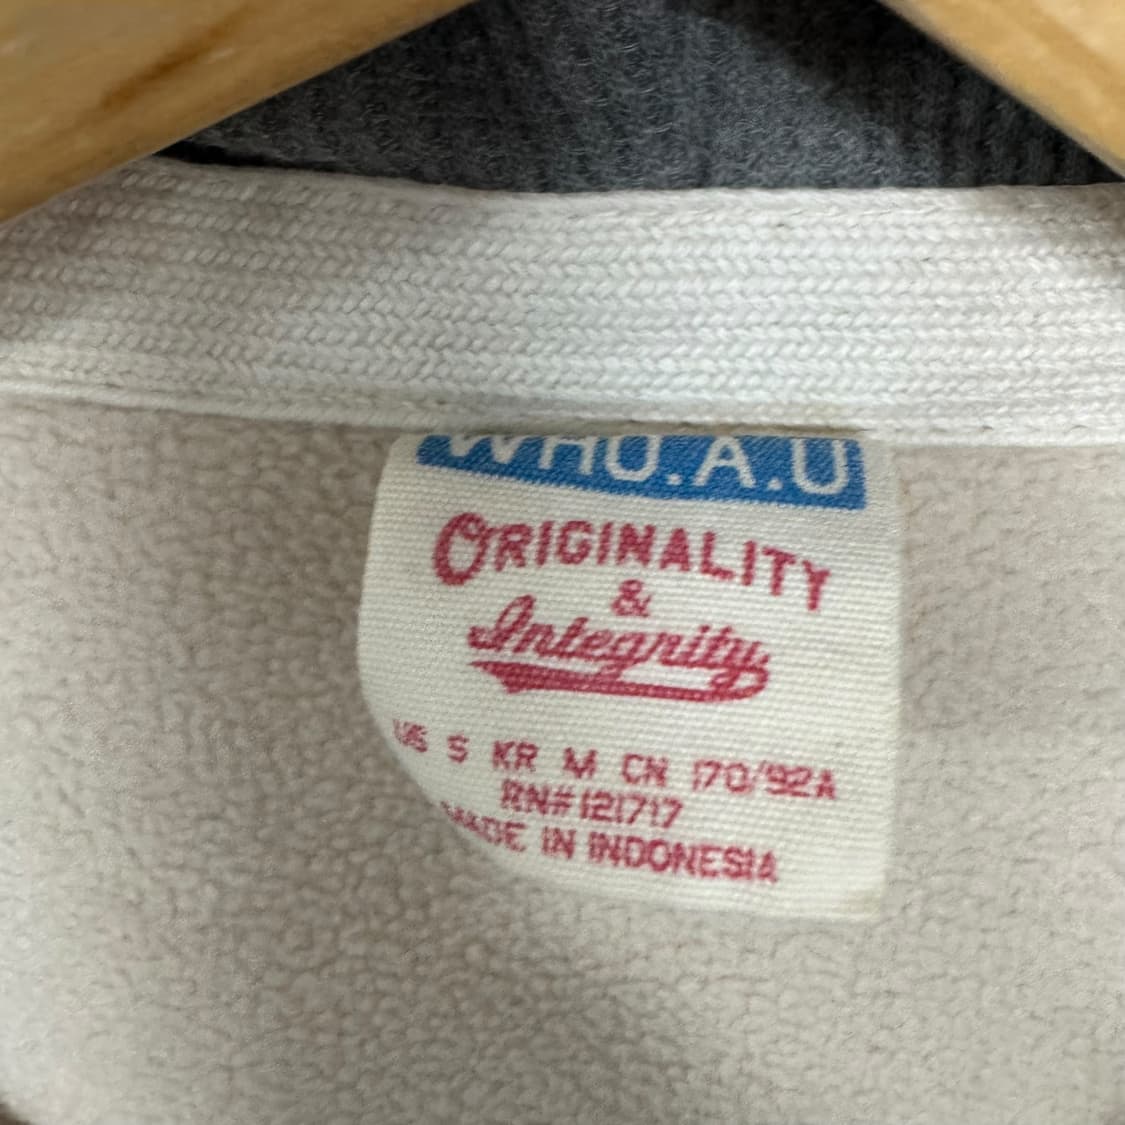 WHO.A.U
ORIGINALITY
&
Integrity
US S KR M CN 170/92A
RN#121717
MADE IN INDONESIA